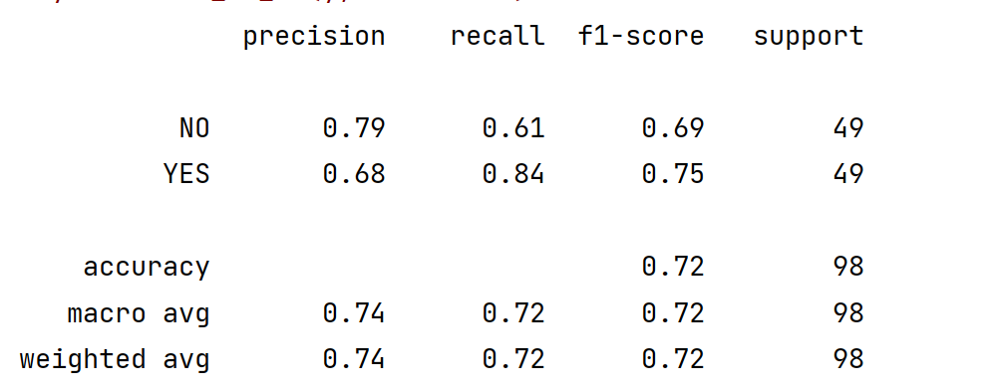 precision recall f1-score support
NO 0.79 0.61 0.69 49
YES 0.68 0.84 0.75 49
accuracy 0.72 98
macro avg 0.74 0.72 0.72 98
weighted avg 0.74 0.72 0.72 98